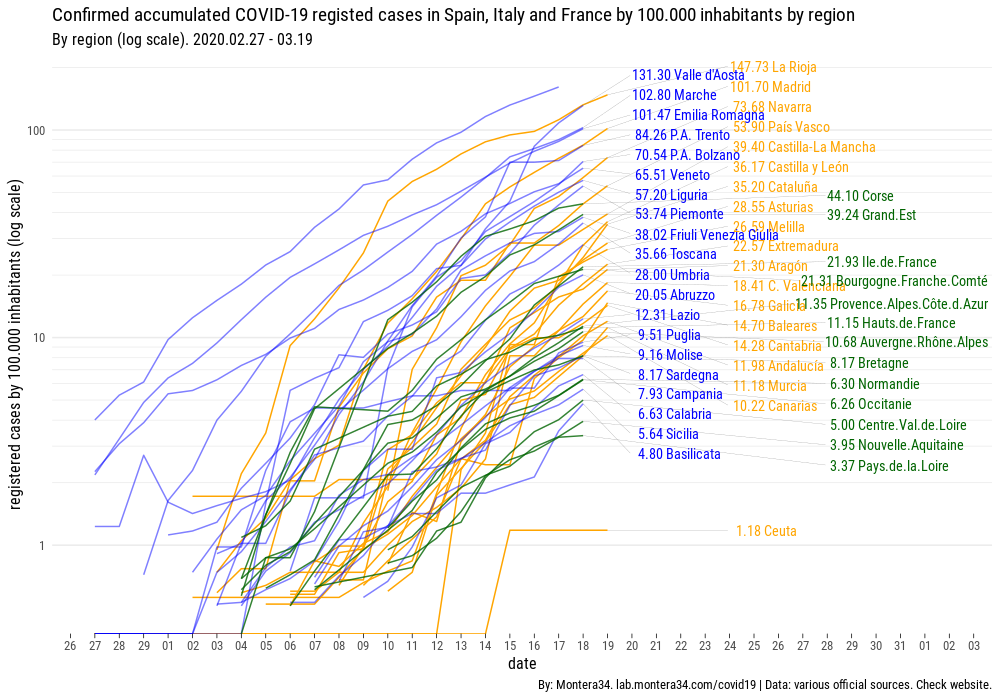 Confirmed accumulated COVID-19 registed cases in Spain, Italy and France by 100.000 inhabitants by region
By region (log scale). 2020.02.27 - 03.19
registered cases by 100.000 inhabitants (log scale)
100
10
1
131.30 Valle d'Aosta
102.80 Marche
101.47 Emilia Romagna
84.26 P.A. Trento
70.54 P.A. Bolzano
65.51 Veneto
57.20 Liguria
53.74 Piemonte
38.02 Friuli Venezia Giulia
35.66 Toscana
28.00 Umbria
20.05 Abruzzo
12.31 Lazio
9.51 Puglia
9.16 Molise
8.17 Sardegna
7.93 Campania
6.63 Calabria
5.64 Sicilia
4.80 Basilicata
147.73 La Rioja
101.70 Madrid
73.68 Navarra
53.90 País Vasco
39.40 Castilla-La Mancha
36.17 Castilla y León
35.20 Cataluña
28.55 Asturias
26.59 Melilla
22.57 Extremadura
21.30 Aragón
18.41 C. Valenciana
16.78 Galicia
14.70 Baleares
14.28 Cantabria
11.98 Andalucía
11.18 Murcia
10.22 Canarias
1.18 Ceuta
44.10 Corse
39.24 Grand.Est
21.93 Ile.de.France
21.31 Bourgogne.Franche.Comté
11.35 Provence.Alpes.Côte.d.Azur
11.15 Hauts.de.France
10.68 Auvergne.Rhône.Alpes
8.17 Bretagne
6.30 Normandie
6.26 Occitanie
5.00 Centre.Val.de.Loire
3.95 Nouvelle.Aquitaine
3.37 Pays.de.la.Loire
26 27 28 29 01 02 03 04 05 06 07 08 09 10 11 12 13 14 15 16 17 18 19 20 21 22 23 24 25 26 27 28 29 30 31 01 02 03
date
By: Montera34. lab.montera34.com/covid19 | Data: various official sources. Check website.